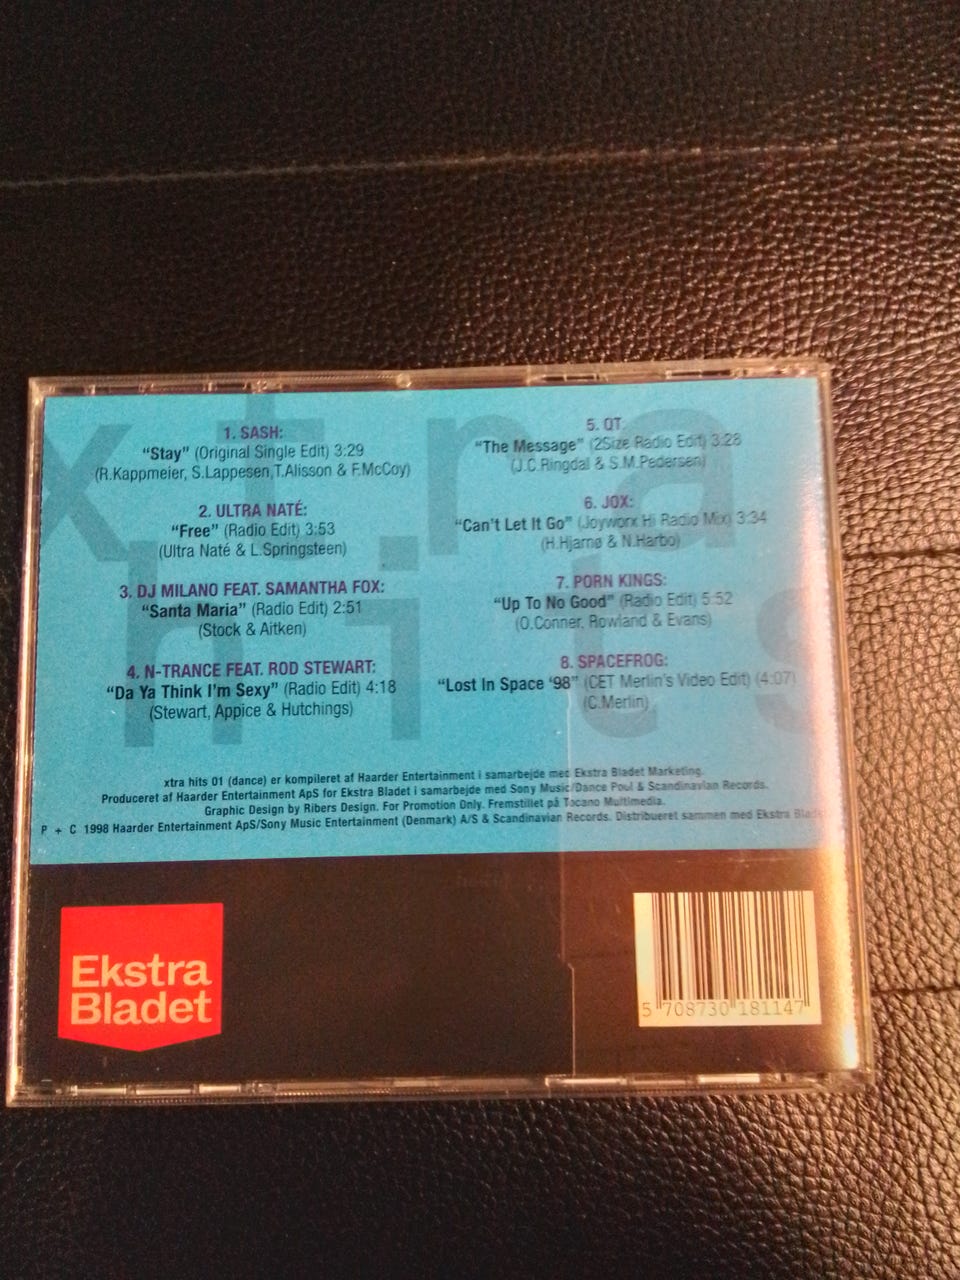 xtra
hits
1. SASH:
“Stay” (Original Single Edit) 3:29
(R.Kappmeier, S.Lappesen,T.Alisson & F.McCoy)
2. ULTRA NATÉ:
“Free” (Radio Edit) 3:53
(Ultra Naté & L.Springsteen)
3. DJ MILANO FEAT. SAMANTHA FOX:
“Santa Maria” (Radio Edit) 2:51
(Stock & Aitken)
4. N-TRANCE FEAT. ROD STEWART:
“Da Ya Think I'm Sexy” (Radio Edit) 4:18
(Stewart, Appice & Hutchings)
5. QT.
“The Message” (2Size Radio Edit) 3:28
(J.C.Ringdal & S.M.Pedersen)
6. JOX:
“Can't Let It Go” (Joyworx Hi Radio Mix) 3:34
(H.Hjarnø & N.Harbo)
7. PORN KINGS:
“Up To No Good” (Radio Edit) 5:52
(O.Conner, Rowland & Evans)
8. SPACEFROG:
“Lost In Space ‘98” (CET Merlin's Video Edit) (4:07)
(C.Merlin)
xtra hits 01 (dance) er kompileret af Haarder Entertainment i samarbejde med Ekstra Bladet Marketing.
Produceret af Haarder Entertainment ApS for Ekstra Bladet i samarbejde med Sony Music/Dance Pool & Scandinavian Records.
Graphic Design by Ribers Design. For Promotion Only. Fremstillet på Tocano Multimedia.
P + C 1998 Haarder Entertainment ApS/Sony Music Entertainment (Denmark) A/S & Scandinavian Records. Distribueret sammen med Ekstra Bladet
Ekstra
Bladet
5 708730 181147